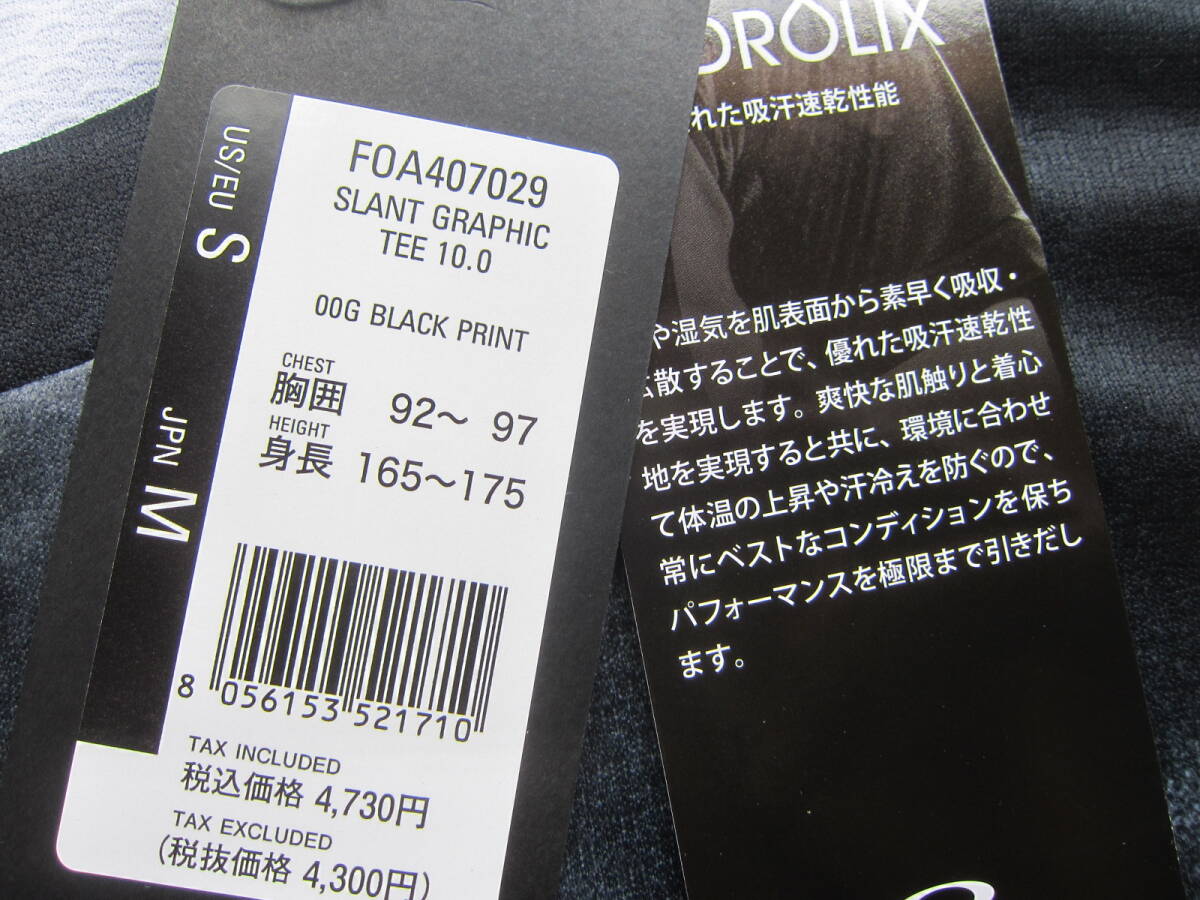 US/EU S
JPN M
FOA407029
SLANT GRAPHIC
TEE 10.0
00G BLACK PRINT
CHEST
胸囲 92～ 97
HEIGHT
身長 165～175
8 056153 521710
TAX INCLUDED
税込価格 4,730円
TAX EXCLUDED
(税抜価格 4,300円)
DROLIX
れた吸汗速乾性能
や湿気を肌表面から素早く吸収・
散することで、優れた吸汗速乾性
を実現します。爽快な肌触りと着心
地を実現すると共に、環境に合わせ
て体温の上昇や汗冷えを防ぐので、
常にベストなコンディションを保ち
パフォーマンスを極限まで引きだし
ます。